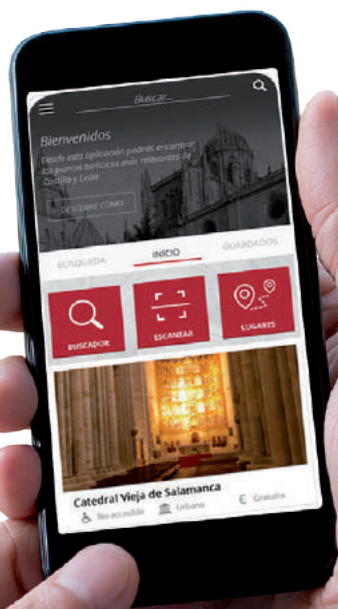 Buscar...
Bienvenidos
Desde esta aplicación podrás encontrar
los puntos turísticos más relevantes de
Castilla y León
DESCUBRE CÓMO
BÚSQUEDA INICIO GUARDADOS
BUSCADOR ESCANEAR LUGARES
Catedral Vieja de Salamanca
No accesible Urbano € Gratuito